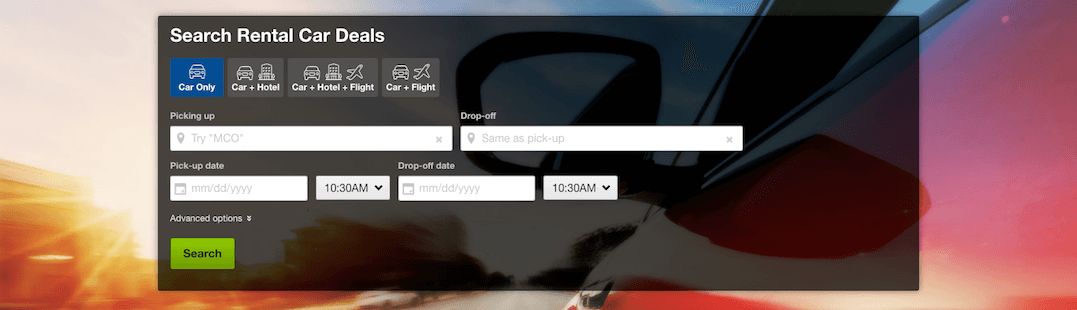 Search Rental Car Deals
Car Only Car + Hotel Car + Hotel + Flight Car + Flight
Picking up Drop-off
Try "MCO" × Same as pick-up ×
Pick-up date Drop-off date
mm/dd/yyyy 10:30AM mm/dd/yyyy 10:30AM
Advanced options
Search